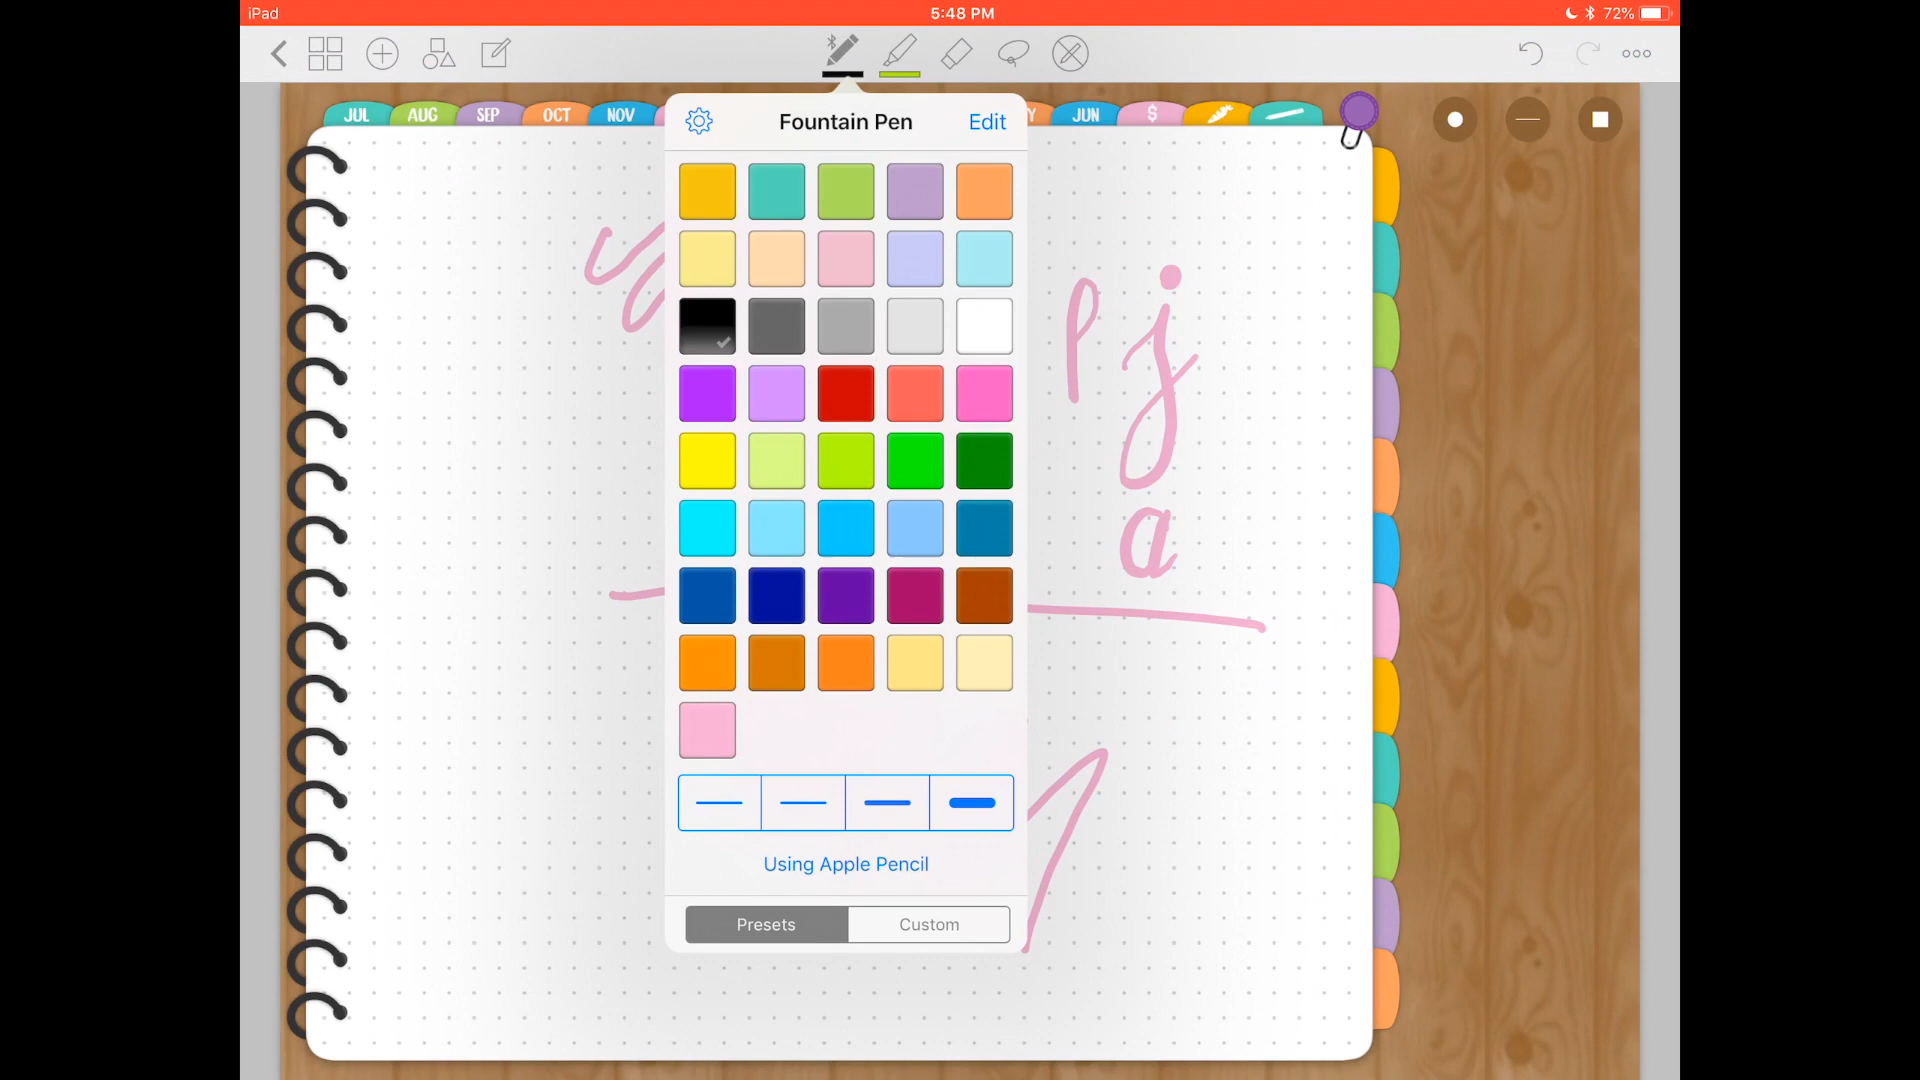 iPad 5:48 PM 72%
JUL AUG SEP OCT NOV Y JUN $
Fountain Pen Edit
p j
a
Using Apple Pencil
Presets Custom